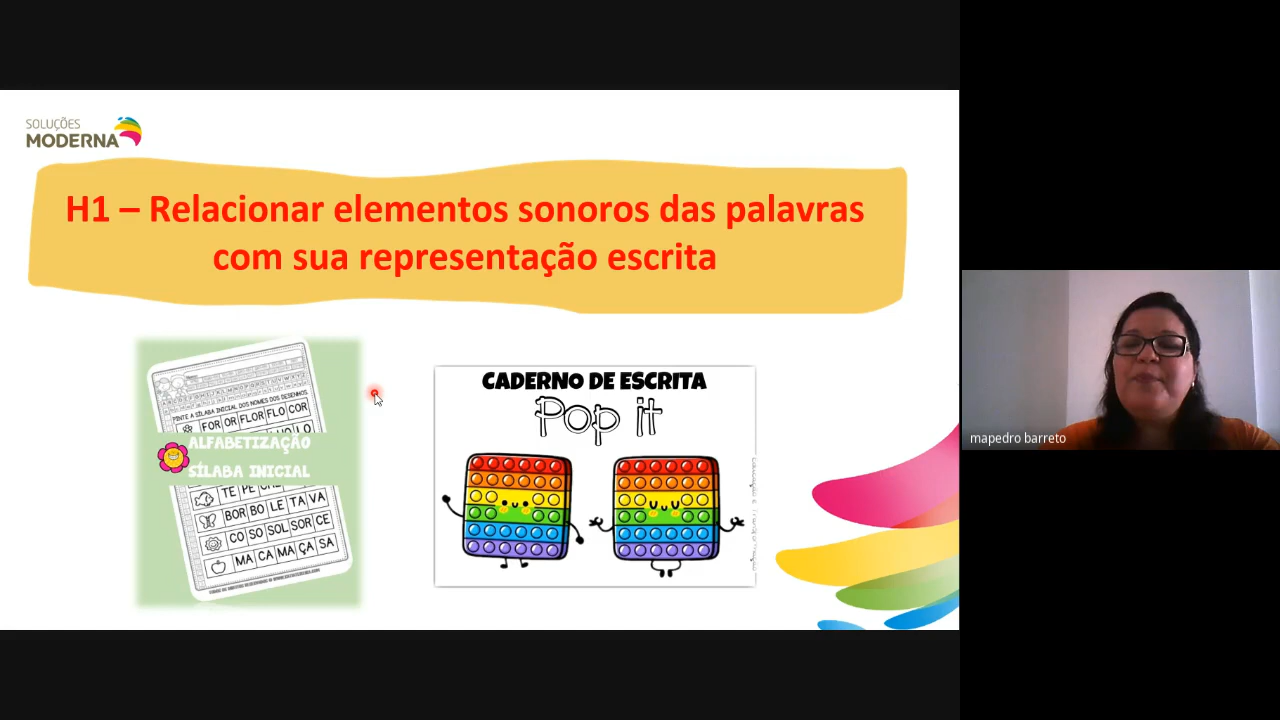 SOLUÇÕES
MODERNA
H1 – Relacionar elementos sonoros das palavras
com sua representação escrita
PINTE A SÍLABA INICIAL DOS NOMES DOS DESENHOS
FOR OR FLOR FLO COR
ALFABETIZAÇÃO
SÍLABA INICIAL
TE PE
BOR BO LE TA VA
CO SO SOL SOR CE
MA CA MA ÇA SA
CADERNO DE ESCRITA
Pop it
mapedro barreto